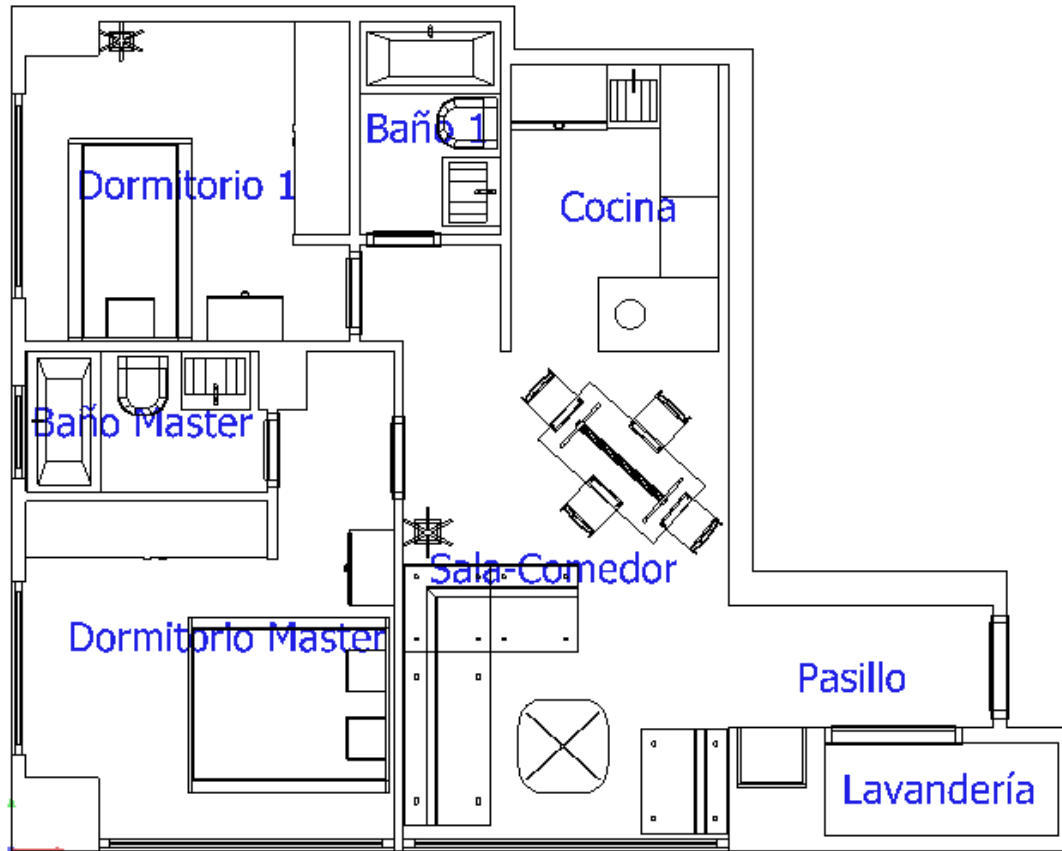 Baño 1
Dormitorio 1
Cocina
Baño Master
Sala-Comedor
Dormitorio Master
Pasillo
Lavandería